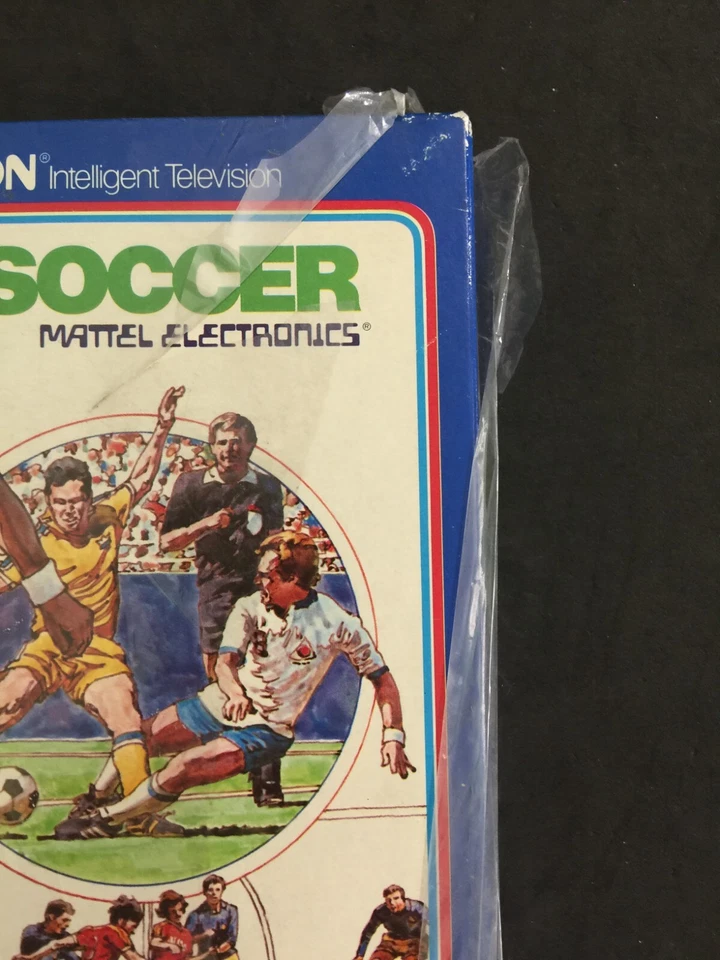 ON® Intelligent Television
SOCCER
MATTEL ELECTRONICS®